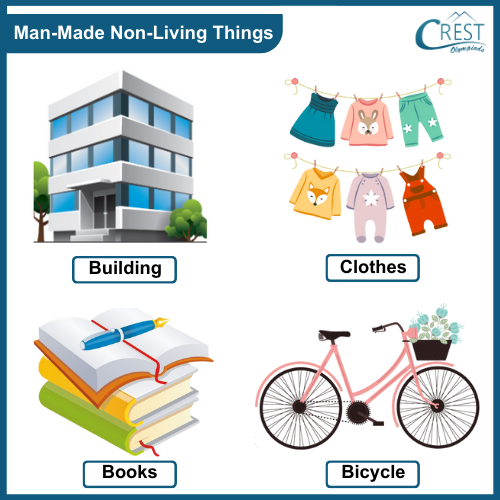 Man-Made Non-Living Things
CREST
Olympiads
Building
Clothes
Books
Bicycle